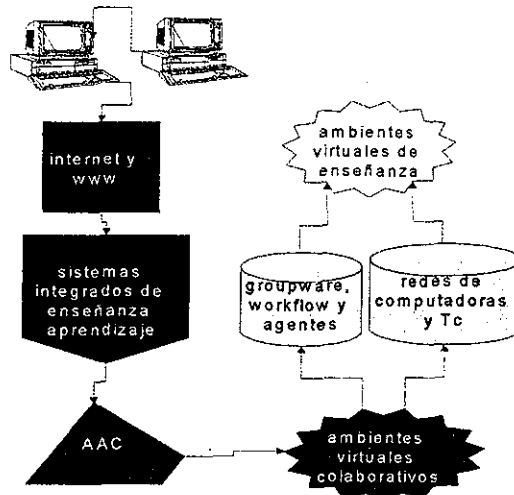 internet y
www
sistemas
integrados de
enseñanza
aprendizaje
AAC
ambientes
virtuales
colaborativos
groupware,
workflow y
agentes
redes de
computadoras
y Tc
ambientes
virtuales de
enseñanza